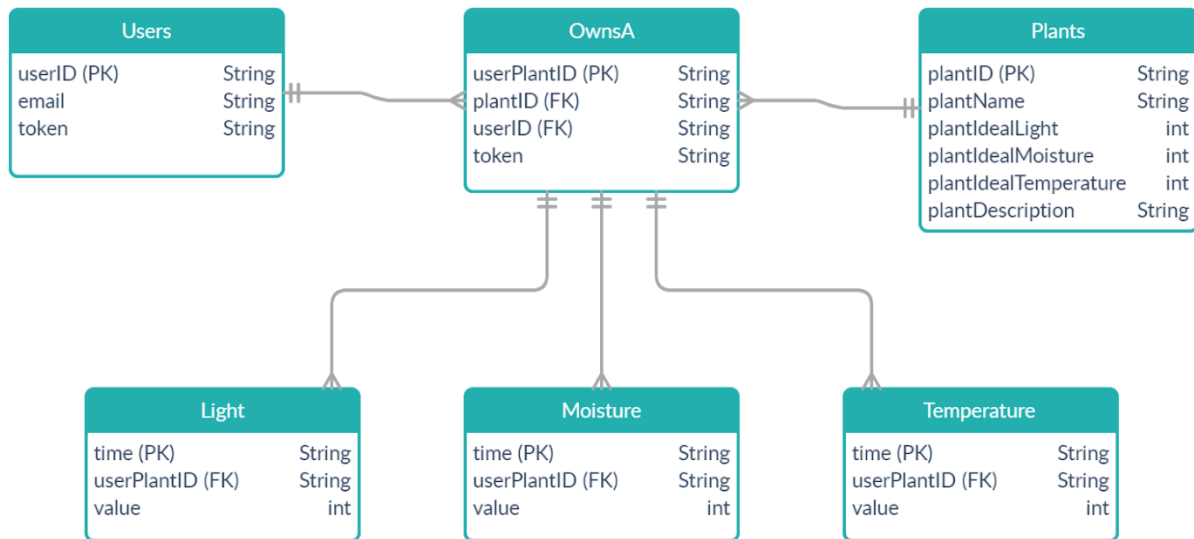 Users
userID (PK) String
email String
token String
OwnsA
userPlantID (PK) String
plantID (FK) String
userID (FK) String
token String
Plants
plantID (PK) String
plantName String
plantIdealLight int
plantIdealMoisture int
plantIdealTemperature int
plantDescription String
Light
time (PK) String
userPlantID (FK) String
value int
Moisture
time (PK) String
userPlantID (FK) String
value int
Temperature
time (PK) String
userPlantID (FK) String
value int